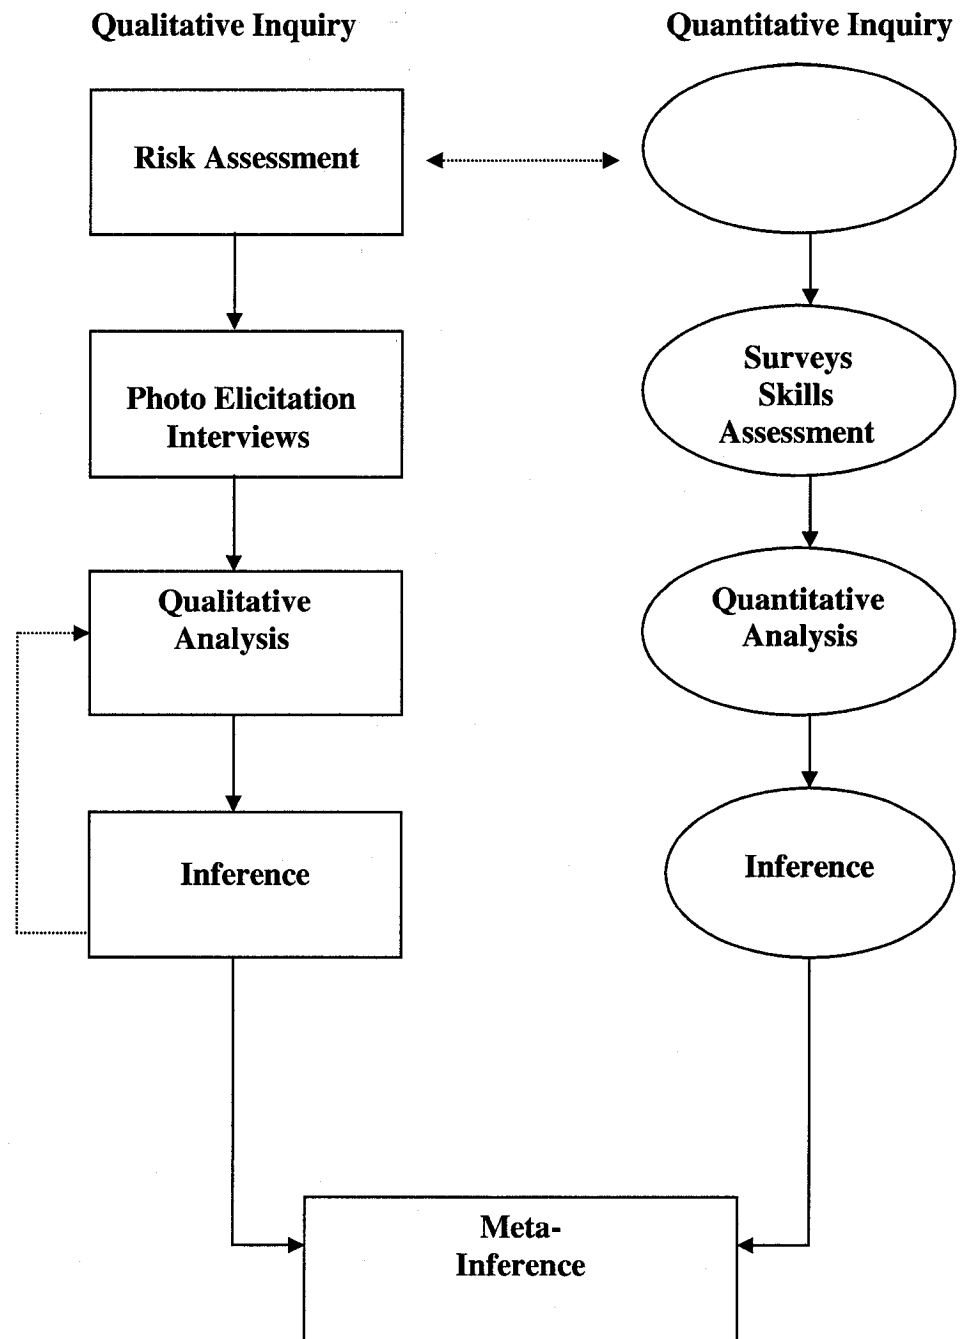 Qualitative Inquiry
Quantitative Inquiry
Risk Assessment
Photo Elicitation
Interviews
Surveys
Skills
Assessment
Qualitative
Analysis
Quantitative
Analysis
Inference
Inference
Meta-
Inference